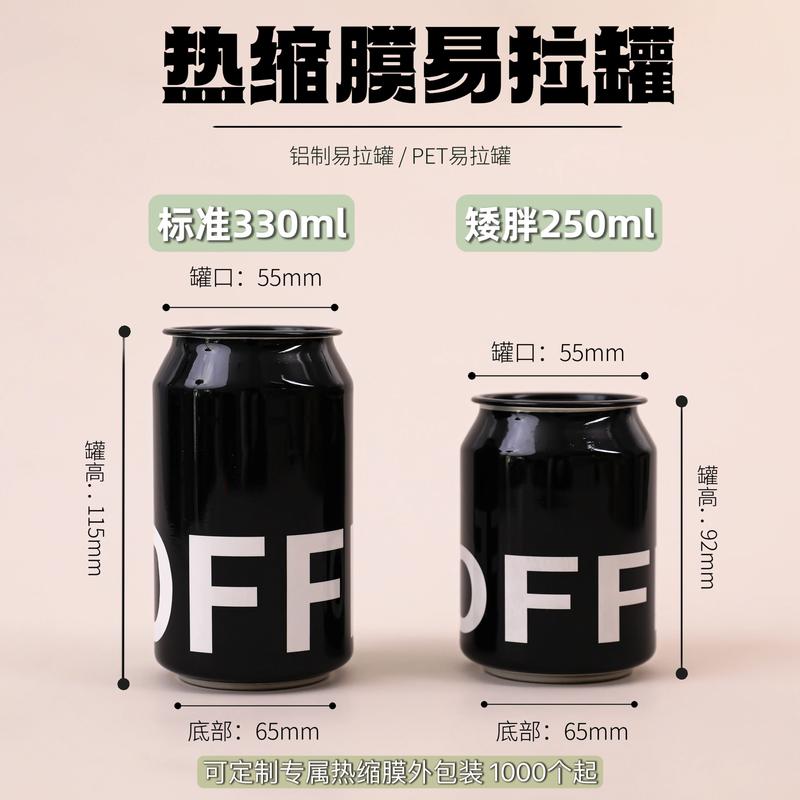 热缩膜易拉罐
铝制易拉罐 / PET易拉罐
标准330ml
矮胖250ml
罐口：55mm
罐口：55mm
罐高：115mm
罐高：92mm
OFF
OFF
底部：65mm
底部：65mm
可定制专属热缩膜外包装 1000个起